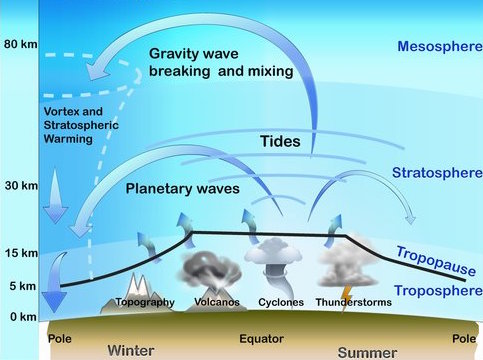 80 km
Mesosphere
Gravity wave
breaking and mixing
Vortex and
Stratospheric
Warming
Tides
Stratosphere
30 km
Planetary waves
15 km
Tropopause
5 km
Troposphere
Topography
Volcanos
Cyclones
Thunderstorms
0 km
Pole
Equator
Pole
Winter
Summer